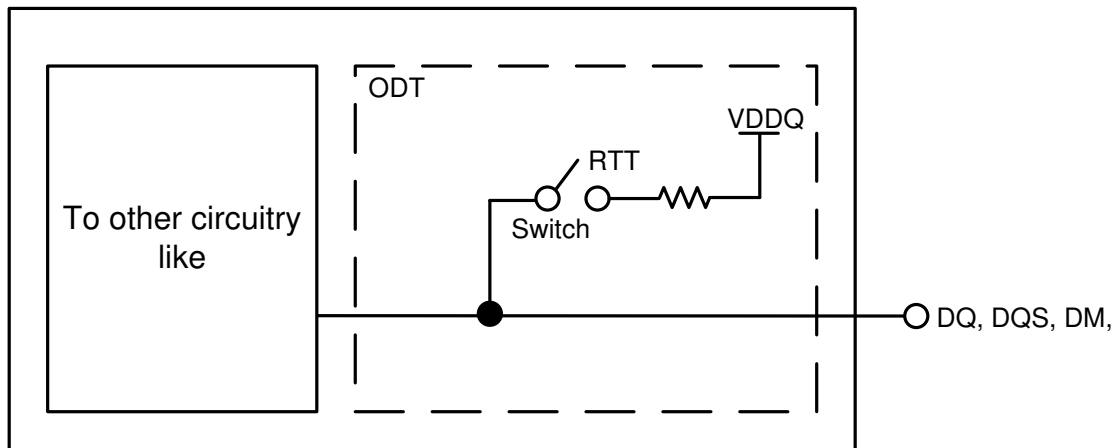 ODT
VDDQ
RTT
Switch
To other circuitry
like
DQ, DQS, DM,